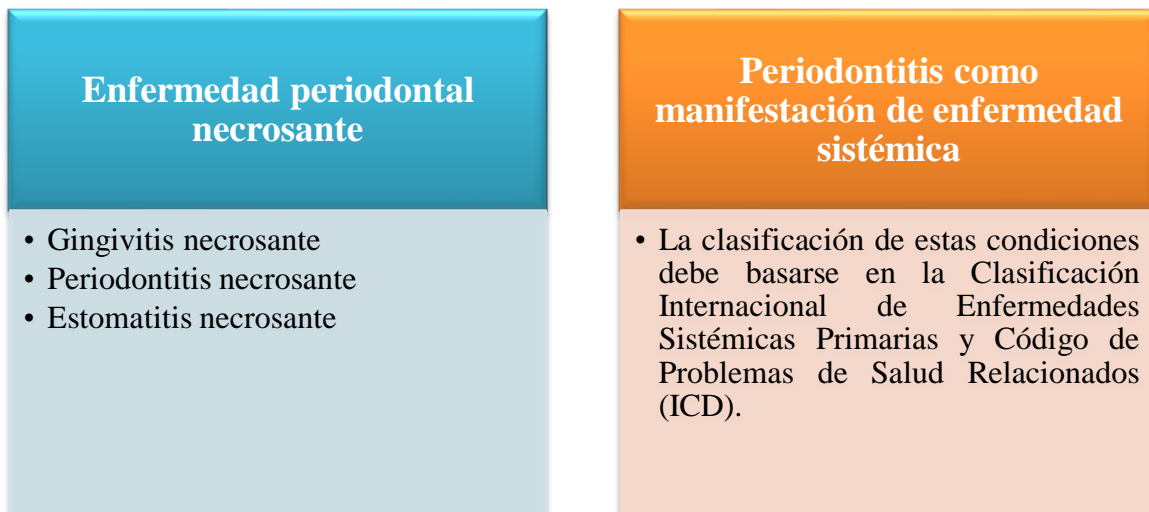 Enfermedad periodontal
necrosante
• Gingivitis necrosante
• Periodontitis necrosante
• Estomatitis necrosante
Periodontitis como
manifestación de enfermedad
sistémica
• La clasificación de estas condiciones
debe basarse en la Clasificación
Internacional de Enfermedades
Sistémicas Primarias y Código de
Problemas de Salud Relacionados
(ICD).